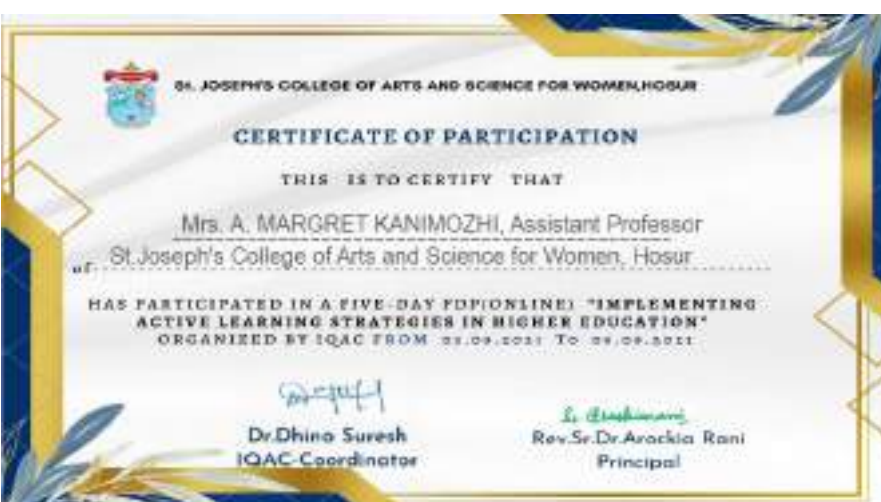 St. JOSEPH'S COLLEGE OF ARTS AND SCIENCE FOR WOMEN,HOSUR
CERTIFICATE OF PARTICIPATION
THIS IS TO CERTIFY THAT
Mrs. A. MARGRET KANIMOZHI, Assistant Professor
of St.Joseph's College of Arts and Science for Women, Hosur
HAS PARTICIPATED IN A FIVE-DAY FDP(ONLINE) "IMPLEMENTING
ACTIVE LEARNING STRATEGIES IN HIGHER EDUCATION"
ORGANIZED BY IQAC FROM TO
Dr.Dhina Suresh
IQAC-Coordinator
Rev.Sr.Dr.Arockia Rani
Principal